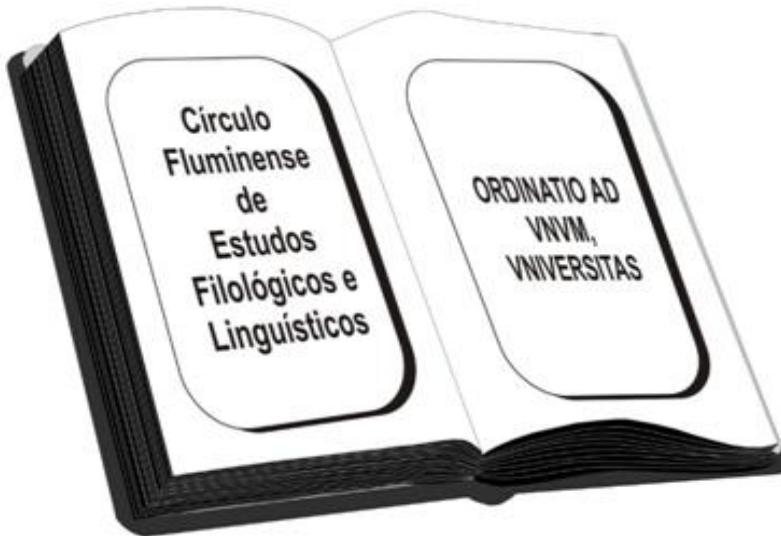 Círculo
Fluminense
de
Estudos
Filológicos e
Linguísticos
ORDINATIO AD
VNVM,
VNIVERSITAS